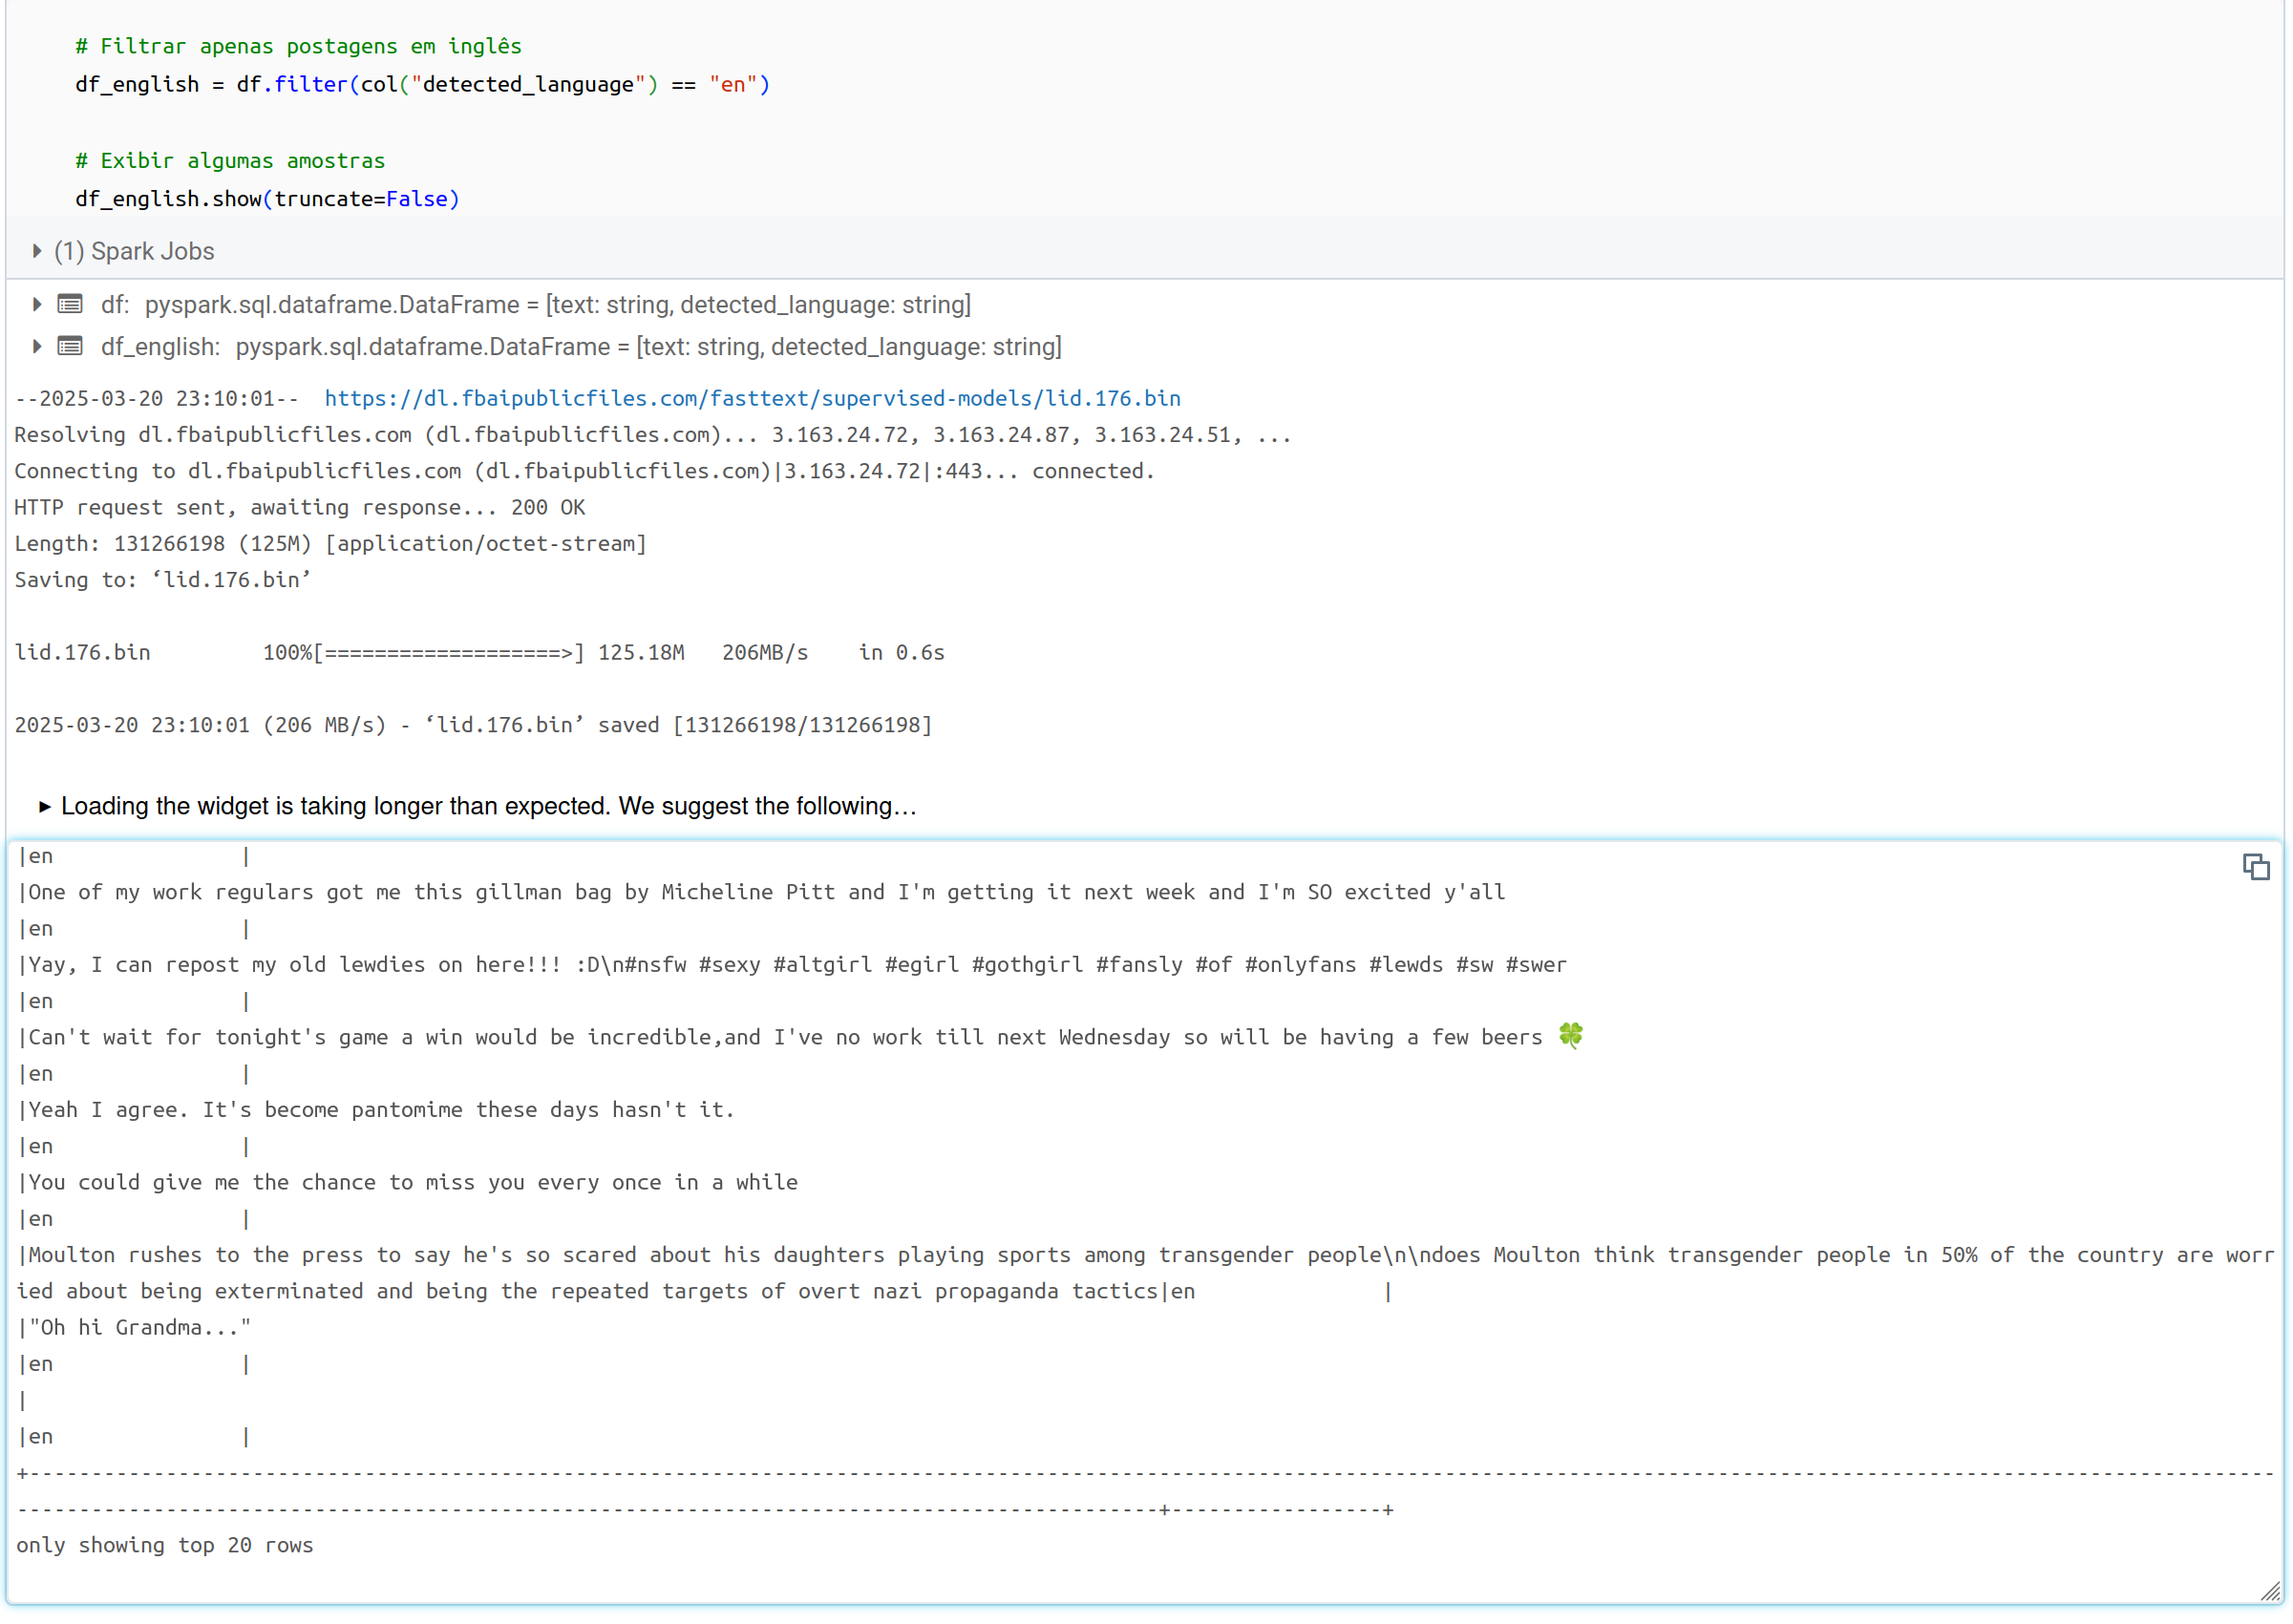 # Filtrar apenas postagens em inglês
df_english = df.filter(col("detected_language") == "en")
# Exibir algumas amostras
df_english.show(truncate=False)
(1) Spark Jobs
df: pyspark.sql.dataframe.DataFrame = [text: string, detected_language: string]
df_english: pyspark.sql.dataframe.DataFrame = [text: string, detected_language: string]
--2025-03-20 23:10:01--  https://dl.fbaipublicfiles.com/fasttext/supervised-models/lid.176.bin
Resolving dl.fbaipublicfiles.com (dl.fbaipublicfiles.com)... 3.163.24.72, 3.163.24.87, 3.163.24.51, ...
Connecting to dl.fbaipublicfiles.com (dl.fbaipublicfiles.com)|3.163.24.72|:443... connected.
HTTP request sent, awaiting response... 200 OK
Length: 131266198 (125M) [application/octet-stream]
Saving to: ‘lid.176.bin’
lid.176.bin         100%[===================>] 125.18M   206MB/s    in 0.6s
2025-03-20 23:10:01 (206 MB/s) - ‘lid.176.bin’ saved [131266198/131266198]
Loading the widget is taking longer than expected. We suggest the following…
|en               |
|One of my work regulars got me this gillman bag by Micheline Pitt and I'm getting it next week and I'm SO excited y'all
|en               |
|Yay, I can repost my old lewdies on here!!! :D\n#nsfw #sexy #altgirl #egirl #gothgirl #fansly #of #onlyfans #lewds #sw #swer
|en               |
|Can't wait for tonight's game a win would be incredible,and I've no work till next Wednesday so will be having a few beers 🍀
|en               |
|Yeah I agree. It's become pantomime these days hasn't it.
|en               |
|You could give me the chance to miss you every once in a while
|en               |
|Moulton rushes to the press to say he's so scared about his daughters playing sports among transgender people\n\ndoes Moulton think transgender people in 50% of the country are worr
ied about being exterminated and being the repeated targets of overt nazi propaganda tactics|en               |
|"Oh hi Grandma..."
|en               |
|
|en               |
+-------------------------------------------------------------------------------------------------------------------------------------------------------------------------------------
--------------------------------------------------------------------------------------------+-----------------+
only showing top 20 rows